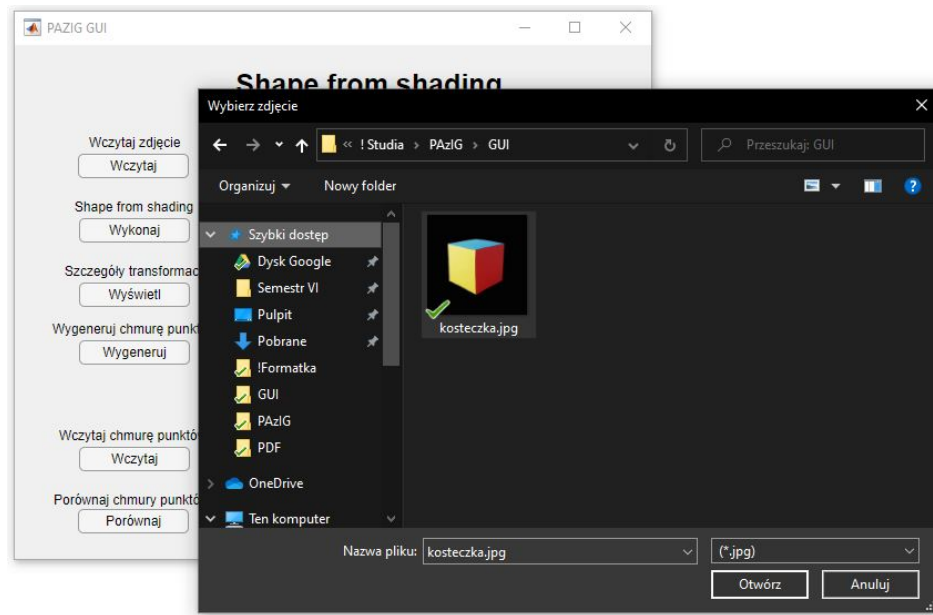 PAZIG GUI
Shape from shading
Wczytaj zdjęcie
Wczytaj
Shape from shading
Wykonaj
Szczegóły transformac
Wyświetl
Wygeneruj chmurę punkt
Wygeneruj
Wczytaj chmurę punktó
Wczytaj
Porównaj chmury punktó
Porównaj
Wybierz zdjęcie
« ! Studia › PAzIG › GUI
Przeszukaj: GUI
Organizuj
Nowy folder
Szybki dostęp
Dysk Google
Semestr VI
Pulpit
Pobrane
!Formatka
GUI
PAzIG
PDF
OneDrive
Ten komputer
kosteczka.jpg
Nazwa pliku: kosteczka.jpg
(*.jpg)
Otwórz
Anuluj